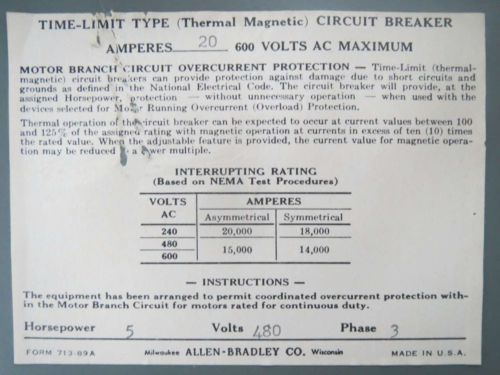 TIME-LIMIT TYPE (Thermal Magnetic) CIRCUIT BREAKER
AMPERES 20 600 VOLTS AC MAXIMUM
MOTOR BRANCH CIRCUIT OVERCURRENT PROTECTION — Time-Limit (thermal-
magnetic) circuit breakers can provide protection against damage due to short circuits and
grounds as defined in the National Electrical Code. The circuit breaker will provide, at the
assigned Horsepower, protection — without unnecessary operation — when used with the
devices selected for Motor Running Overcurrent (Overload) Protection.
Thermal operation of the circuit breaker can be expected to occur at current values between 100
and 125% of the assigned rating with magnetic operation at currents in excess of ten (10) times
the rated value. When the adjustable feature is provided, the current value for magnetic opera-
tion may be reduced to a lower multiple.
INTERRUPTING RATING
(Based on NEMA Test Procedures)
VOLTS AC AMPERES
Asymmetrical Symmetrical
240 20,000 18,000
480 15,000 14,000
600
— INSTRUCTIONS —
The equipment has been arranged to permit coordinated overcurrent protection with-
in the Motor Branch Circuit for motors rated for continuous duty.
Horsepower 5 Volts 480 Phase 3
FORM 713-89A Milwaukee ALLEN-BRADLEY CO. Wisconsin MADE IN U.S.A.